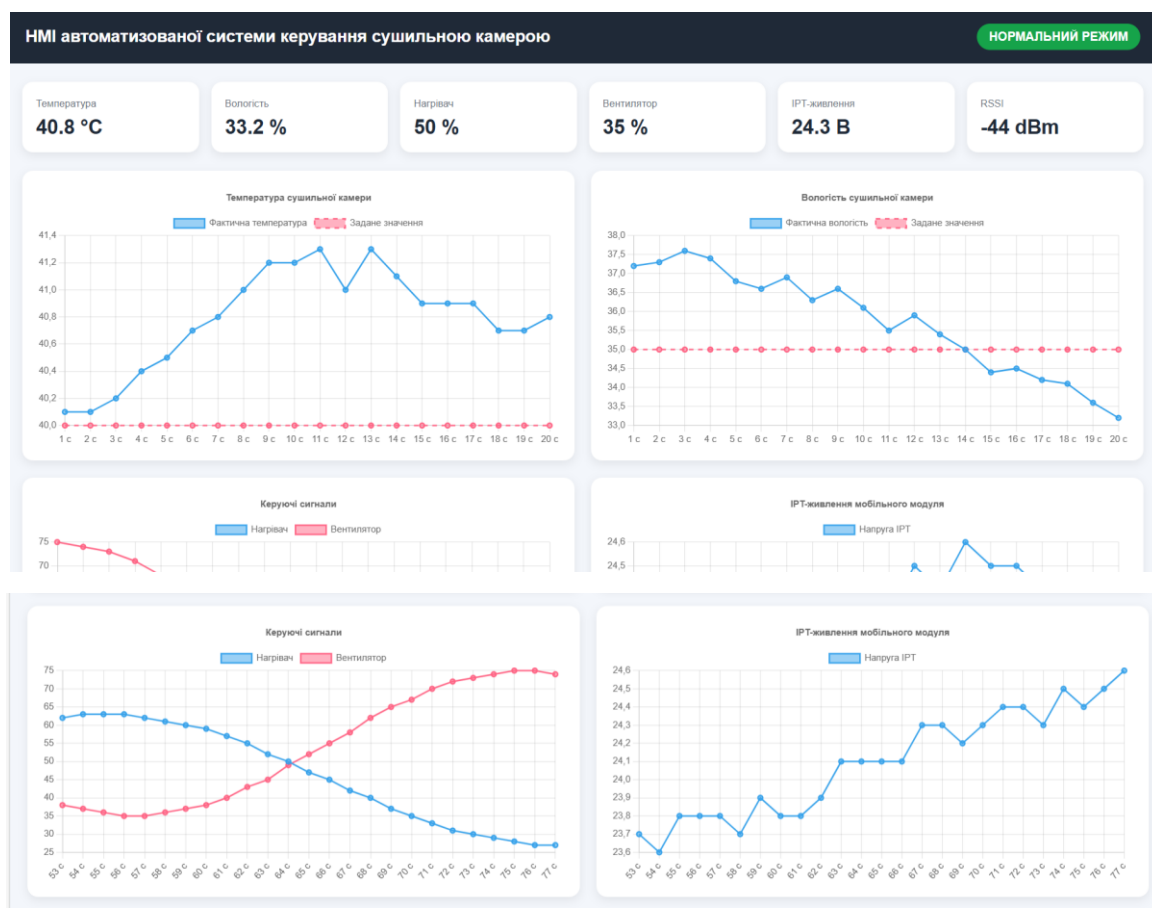 HMI автоматизованої системи керування сушильною камерою
НОРМАЛЬНИЙ РЕЖИМ
Температура
40.8 °C
Вологість
33.2 %
Нагрівач
50 %
Вентилятор
35 %
IPT-живлення
24.3 В
RSSI
-44 dBm
Температура сушильної камери
Фактична температура Задане значення
41,4
41,2
41,0
40,8
40,6
40,4
40,2
40,0
1 с 2 с 3 с 4 с 5 с 6 с 7 с 8 с 9 с 10 с 11 с 12 с 13 с 14 с 15 с 16 с 17 с 18 с 19 с 20 с
Вологість сушильної камери
Фактична вологість Задане значення
38,0
37,5
37,0
36,5
36,0
35,5
35,0
34,5
34,0
33,5
33,0
1 с 2 с 3 с 4 с 5 с 6 с 7 с 8 с 9 с 10 с 11 с 12 с 13 с 14 с 15 с 16 с 17 с 18 с 19 с 20 с
Керуючі сигнали
Нагрівач Вентилятор
75
70
IPT-живлення мобільного модуля
Напруга IPT
24,6
24,5
Керуючі сигнали
Нагрівач Вентилятор
75
70
65
60
55
50
45
40
35
30
25
53 с 54 с 55 с 56 с 57 с 58 с 59 с 60 с 61 с 62 с 63 с 64 с 65 с 66 с 67 с 68 с 69 с 70 с 71 с 72 с 73 с 74 с 75 с 76 с 77 с
IPT-живлення мобільного модуля
Напруга IPT
24,6
24,5
24,4
24,3
24,2
24,1
24,0
23,9
23,8
23,7
23,6
53 с 54 с 55 с 56 с 57 с 58 с 59 с 60 с 61 с 62 с 63 с 64 с 65 с 66 с 67 с 68 с 69 с 70 с 71 с 72 с 73 с 74 с 75 с 76 с 77 с